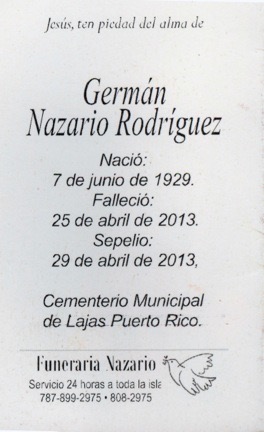 Jesús, ten piedad del alma de
Germán
Nazario Rodríguez
Nació:
7 de junio de 1929.
Falleció:
25 de abril de 2013.
Sepelio:
29 de abril de 2013,
Cementerio Municipal
de Lajas Puerto Rico.
Funeraria Nazario
Servicio 24 horas a toda la isla
787-899-2975 • 808-2975